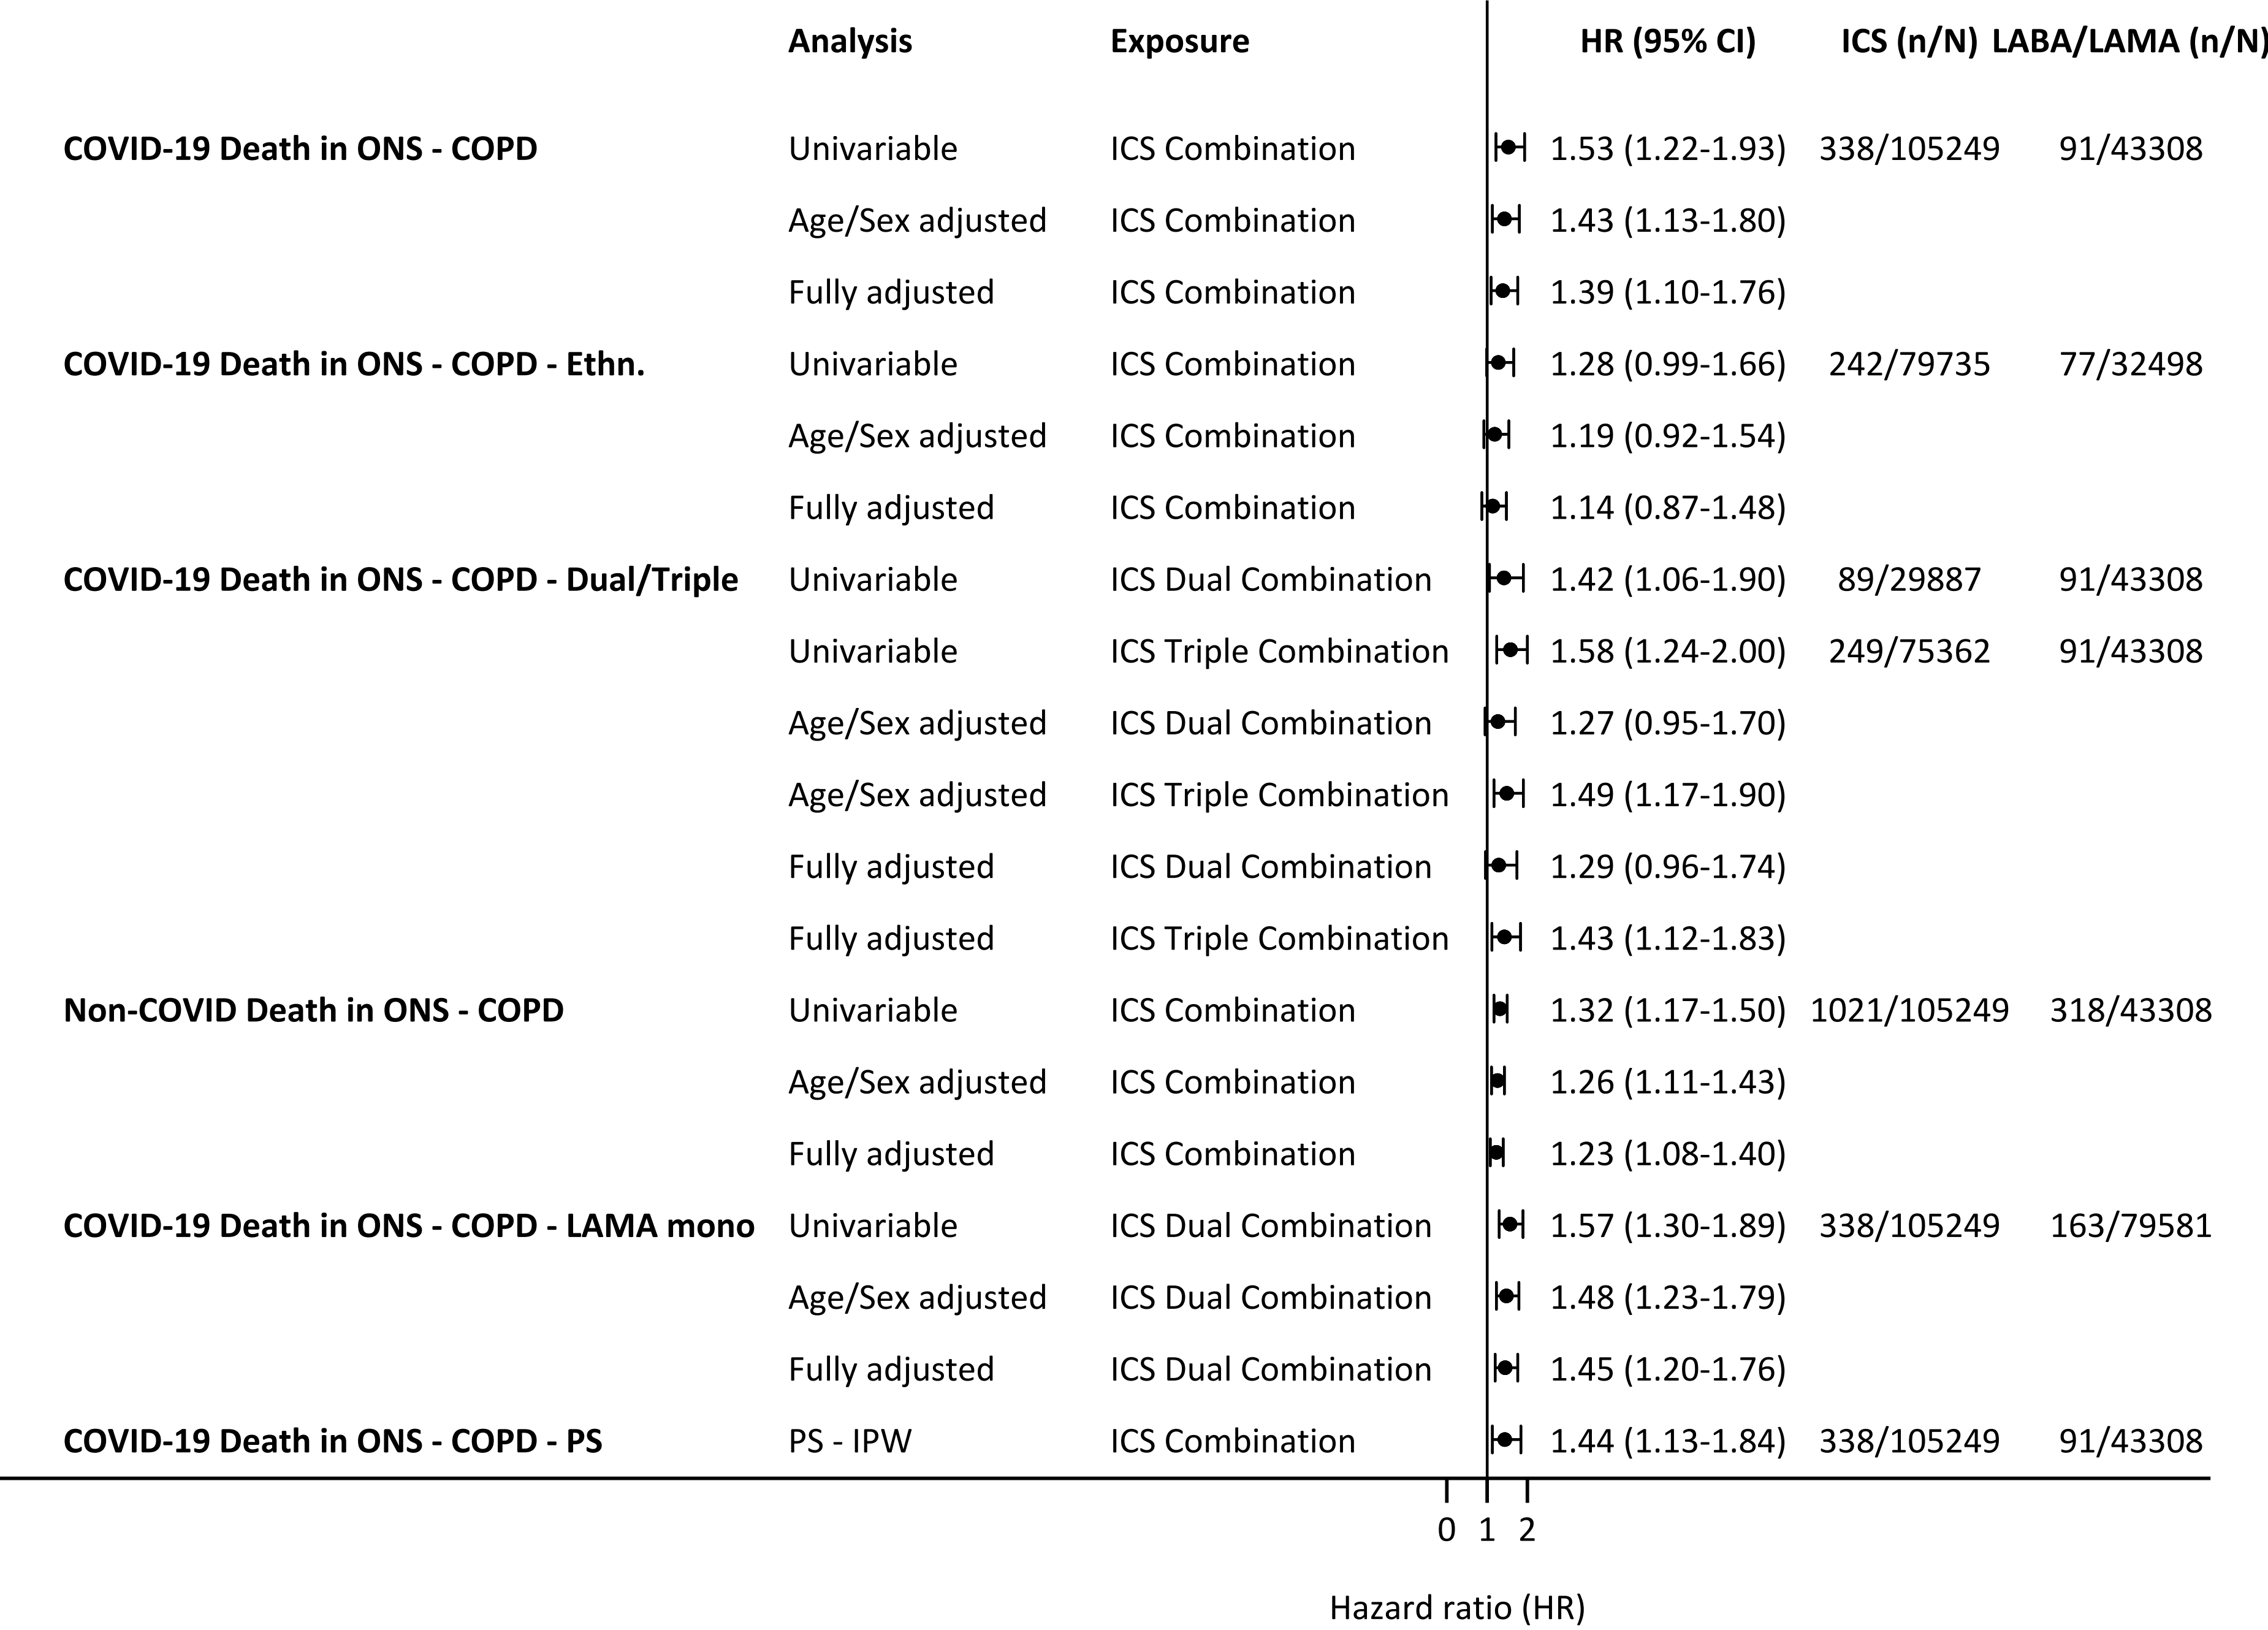 Analysis Exposure HR (95% CI) ICS (n/N) LABA/LAMA (n/N)
COVID-19 Death in ONS - COPD Univariable ICS Combination 1.53 (1.22-1.93) 338/105249 91/43308
Age/Sex adjusted ICS Combination 1.43 (1.13-1.80)
Fully adjusted ICS Combination 1.39 (1.10-1.76)
COVID-19 Death in ONS - COPD - Ethn. Univariable ICS Combination 1.28 (0.99-1.66) 242/79735 77/32498
Age/Sex adjusted ICS Combination 1.19 (0.92-1.54)
Fully adjusted ICS Combination 1.14 (0.87-1.48)
COVID-19 Death in ONS - COPD - Dual/Triple Univariable ICS Dual Combination 1.42 (1.06-1.90) 89/29887 91/43308
Univariable ICS Triple Combination 1.58 (1.24-2.00) 249/75362 91/43308
Age/Sex adjusted ICS Dual Combination 1.27 (0.95-1.70)
Age/Sex adjusted ICS Triple Combination 1.49 (1.17-1.90)
Fully adjusted ICS Dual Combination 1.29 (0.96-1.74)
Fully adjusted ICS Triple Combination 1.43 (1.12-1.83)
Non-COVID Death in ONS - COPD Univariable ICS Combination 1.32 (1.17-1.50) 1021/105249 318/43308
Age/Sex adjusted ICS Combination 1.26 (1.11-1.43)
Fully adjusted ICS Combination 1.23 (1.08-1.40)
COVID-19 Death in ONS - COPD - LAMA mono Univariable ICS Dual Combination 1.57 (1.30-1.89) 338/105249 163/79581
Age/Sex adjusted ICS Dual Combination 1.48 (1.23-1.79)
Fully adjusted ICS Dual Combination 1.45 (1.20-1.76)
COVID-19 Death in ONS - COPD - PS PS - IPW ICS Combination 1.44 (1.13-1.84) 338/105249 91/43308
0 1 2
Hazard ratio (HR)